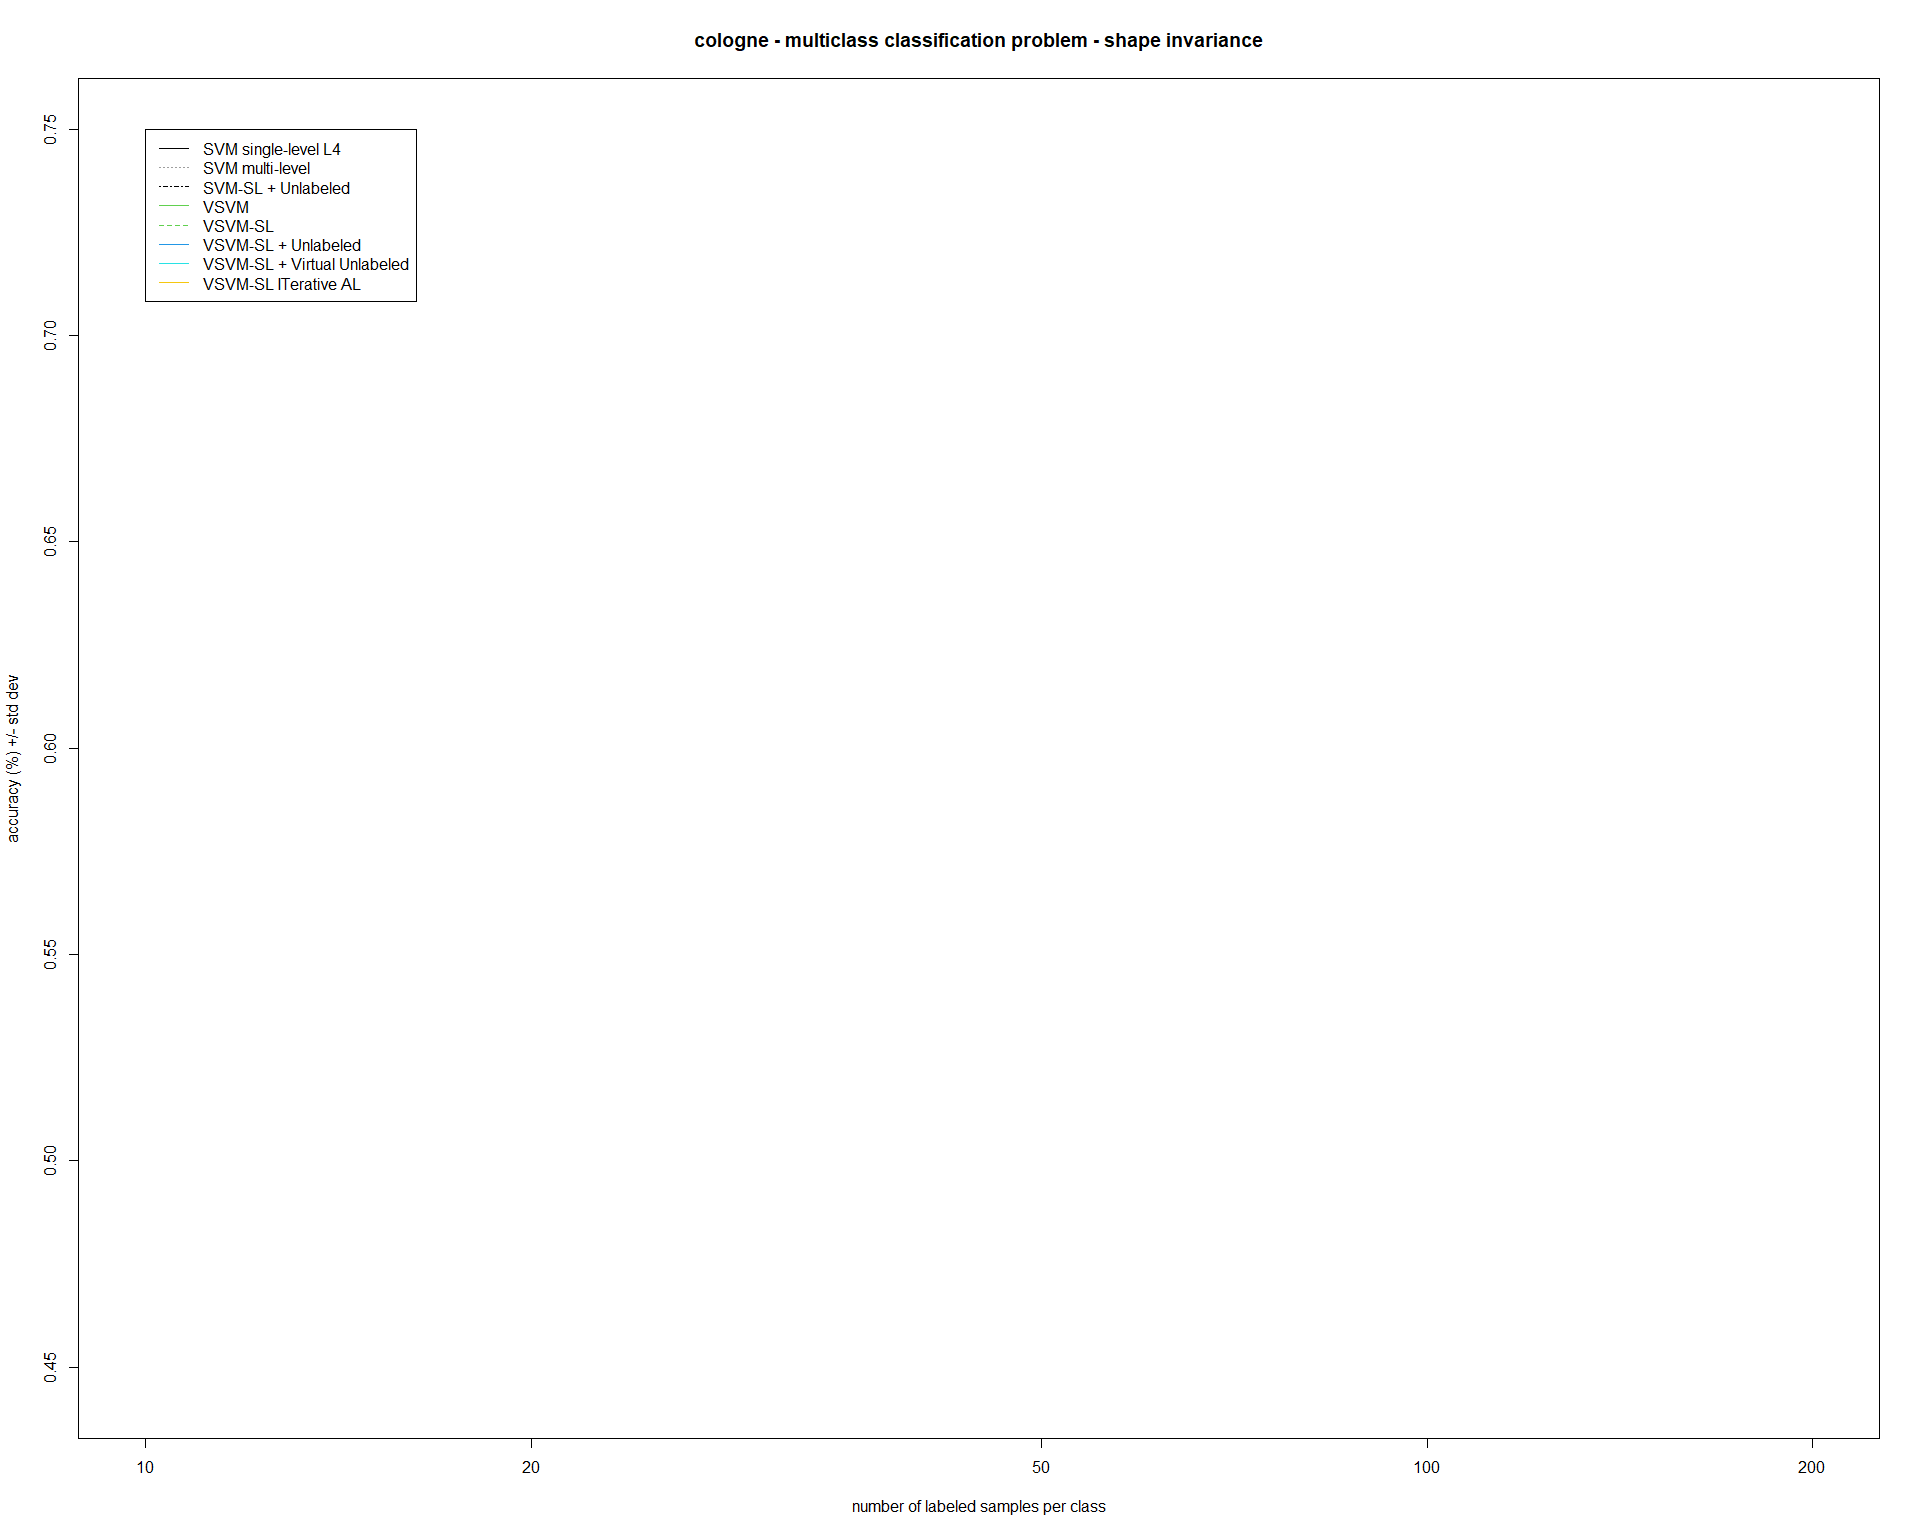 cologne - multiclass classification problem - shape invariance
0.75
SVM single-level L4
SVM multi-level
SVM-SL + Unlabeled
VSVM
VSVM-SL
VSVM-SL + Unlabeled
VSVM-SL + Virtual Unlabeled
VSVM-SL ITerative AL
0.70
0.65
0.60
accuracy (%) +/- std dev
0.55
0.50
0.45
10 20 50 100 200
number of labeled samples per class